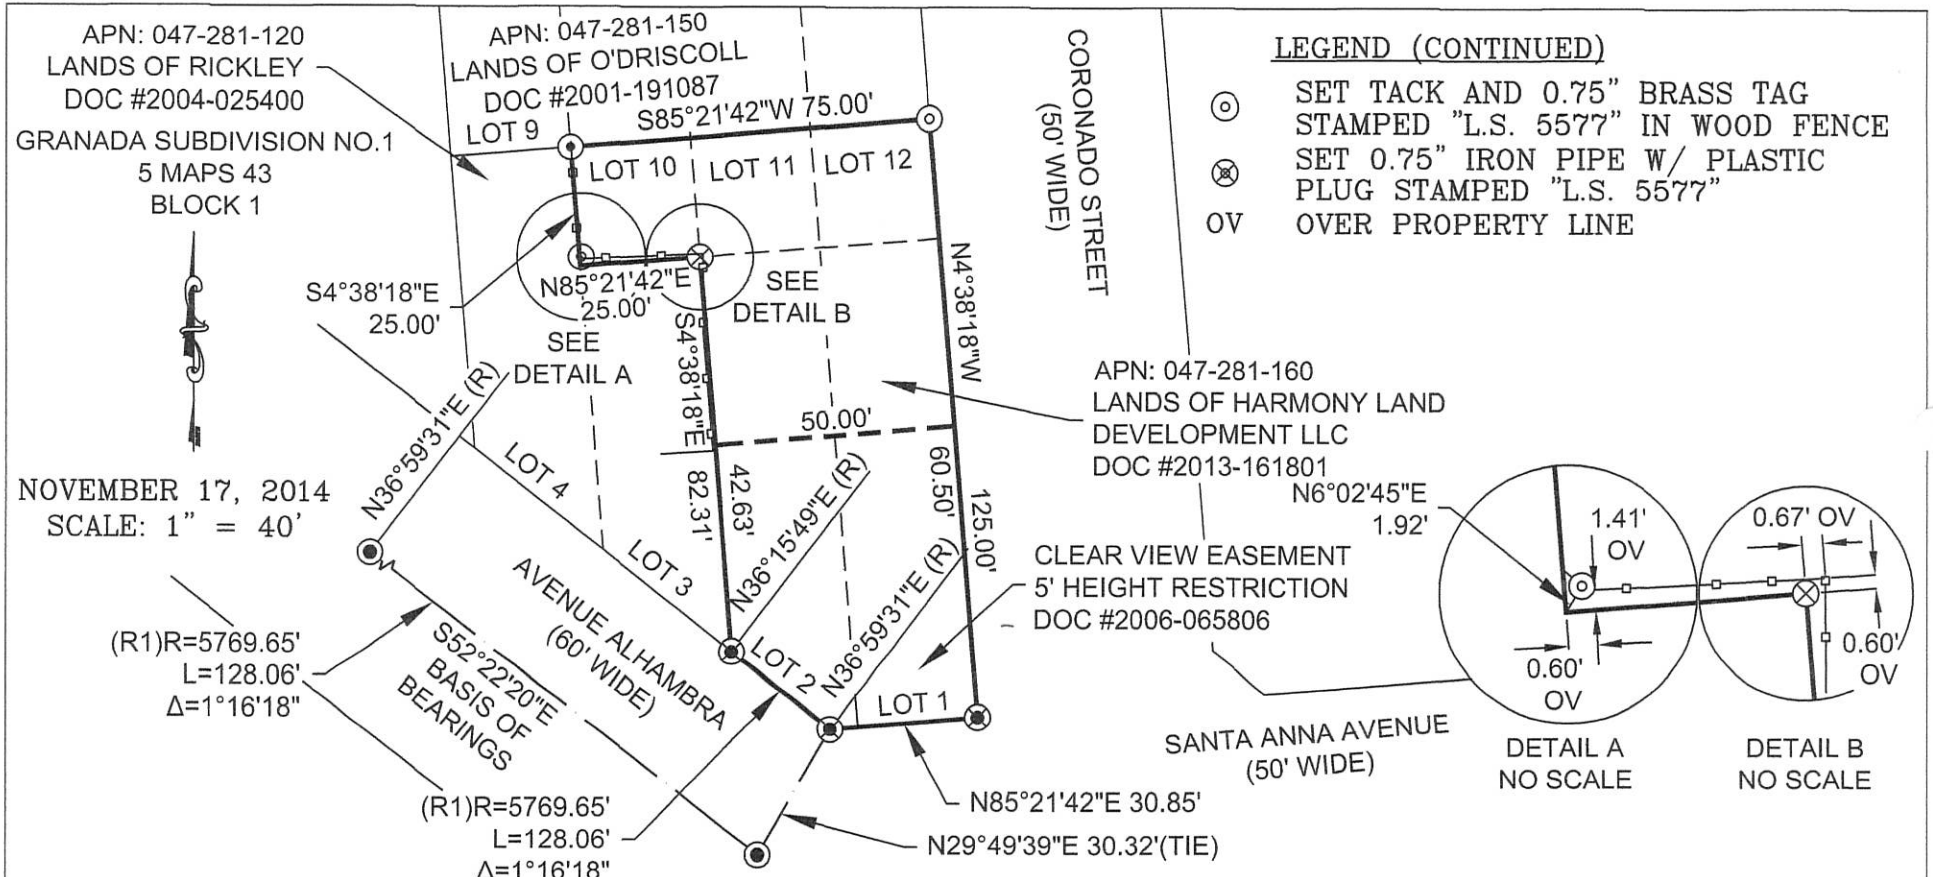 APN: 047-281-120
LANDS OF RICKLEY
DOC #2004-025400
GRANADA SUBDIVISION NO.1
5 MAPS 43
BLOCK 1
APN: 047-281-150
LANDS OF O'DRISCOLL
DOC #2001-191087
S85°21'42"W 75.00'
LOT 9
LOT 10
LOT 11
LOT 12
CORONADO STREET
(50' WIDE)
LEGEND (CONTINUED)
SET TACK AND 0.75" BRASS TAG
STAMPED "L.S. 5577" IN WOOD FENCE
SET 0.75" IRON PIPE W/ PLASTIC
PLUG STAMPED "L.S. 5577"
OV OVER PROPERTY LINE
S4°38'18"E
25.00'
N85°21'42"E
25.00'
SEE
DETAIL A
SEE
DETAIL B
S4°38'18"E
N4°38'18"W
NOVEMBER 17, 2014
SCALE: 1" = 40'
N36°59'31"E (R)
LOT 4
LOT 3
50.00'
42.63'
82.31'
60.50'
125.00'
N36°15'49"E (R)
N36°59'31"E (R)
LOT 2
LOT 1
APN: 047-281-160
LANDS OF HARMONY LAND
DEVELOPMENT LLC
DOC #2013-161801
CLEAR VIEW EASEMENT
5' HEIGHT RESTRICTION
DOC #2006-065806
(R1)R=5769.65'
L=128.06'
Δ=1°16'18"
S52°22'20"E
BASIS OF
BEARINGS
AVENUE ALHAMBRA
(60' WIDE)
(R1)R=5769.65'
L=128.06'
Δ=1°16'18"
N85°21'42"E 30.85'
N29°49'39"E 30.32'(TIE)
SANTA ANNA AVENUE
(50' WIDE)
N6°02'45"E
1.92'
1.41'
OV
0.60'
OV
DETAIL A
NO SCALE
0.67' OV
0.60'
OV
DETAIL B
NO SCALE